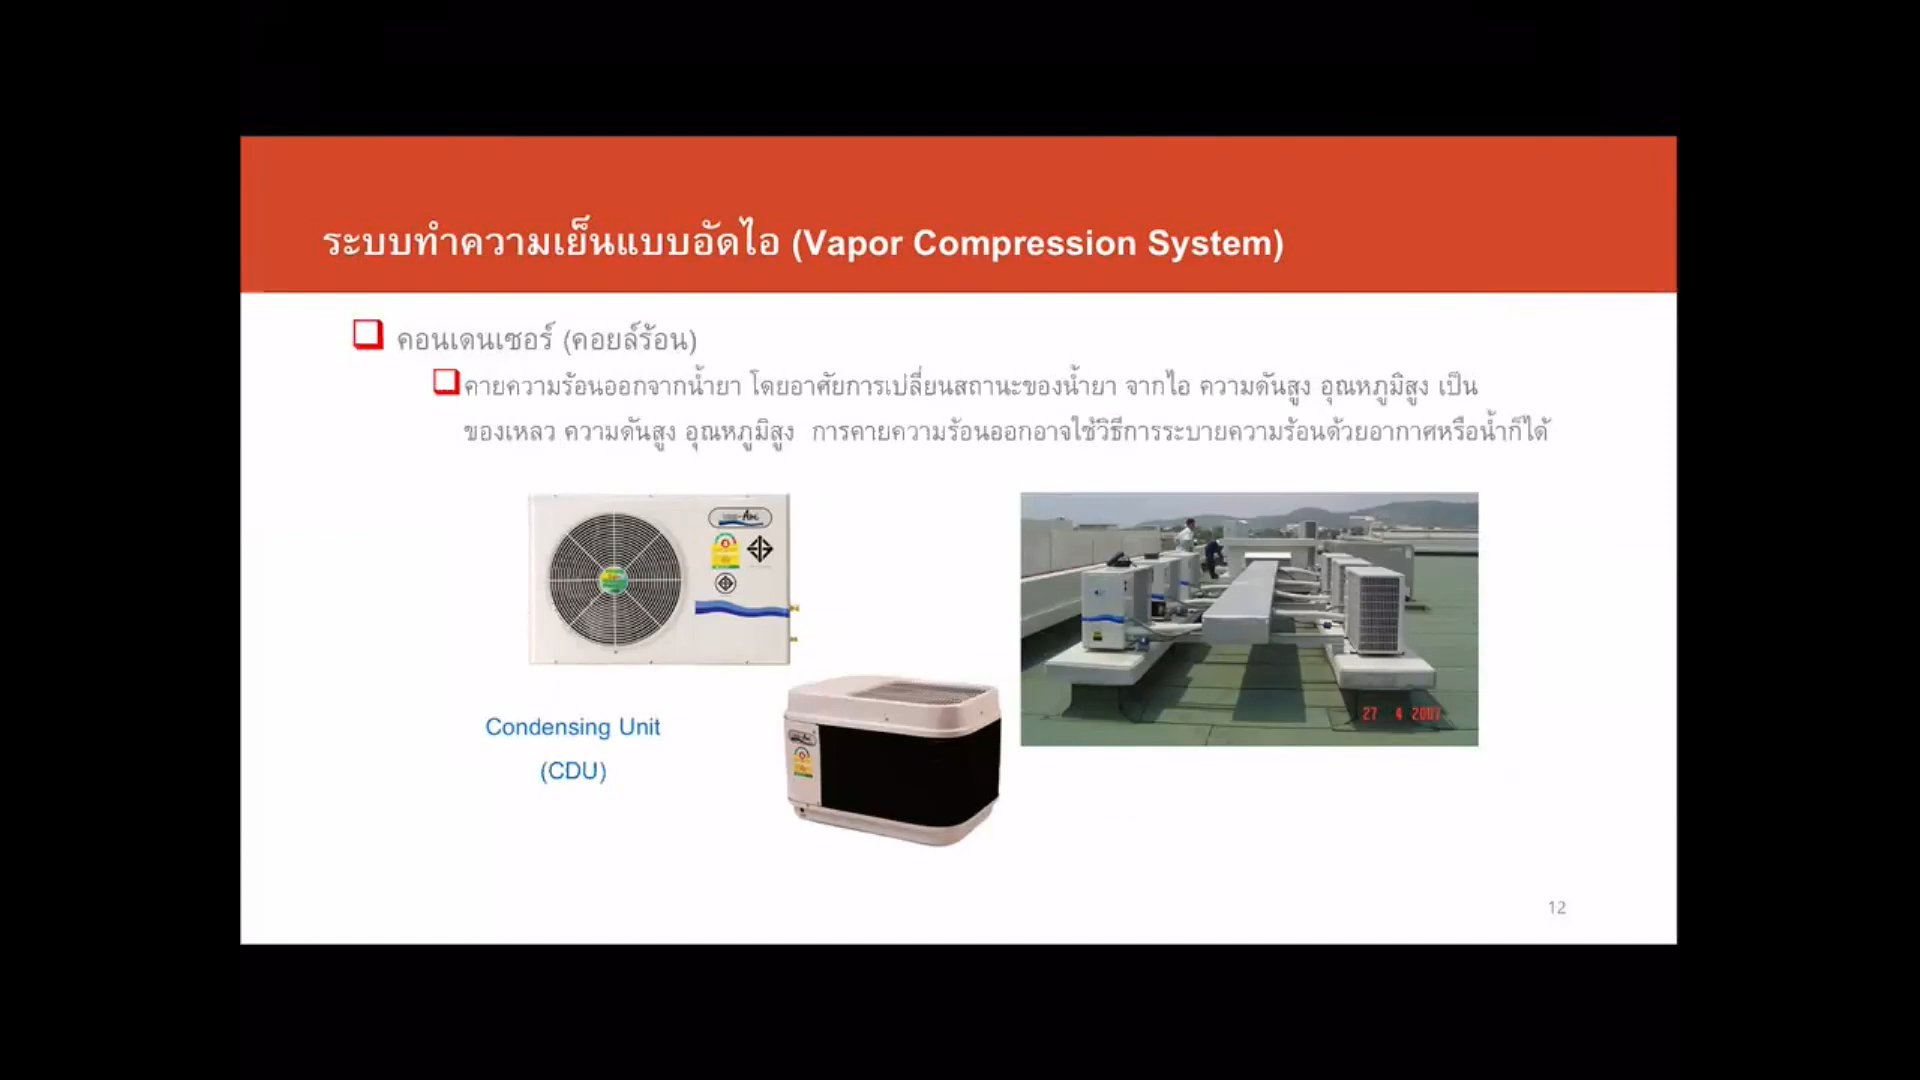 ระบบทำความเย็นแบบอัดไอ (Vapor Compression System)
คอนเดนเซอร์ (คอยล์ร้อน)
คายความร้อนออกจากน้ำยา โดยอาศัยการเปลี่ยนสถานะของน้ำยา จากไอ ความดันสูง อุณหภูมิสูง เป็น
ของเหลว ความดันสูง อุณหภูมิสูง การคายความร้อนออกอาจใช้วิธีการระบายความร้อนด้วยอากาศหรือน้ำก็ได้
Condensing Unit
(CDU)
27 4 2007
12